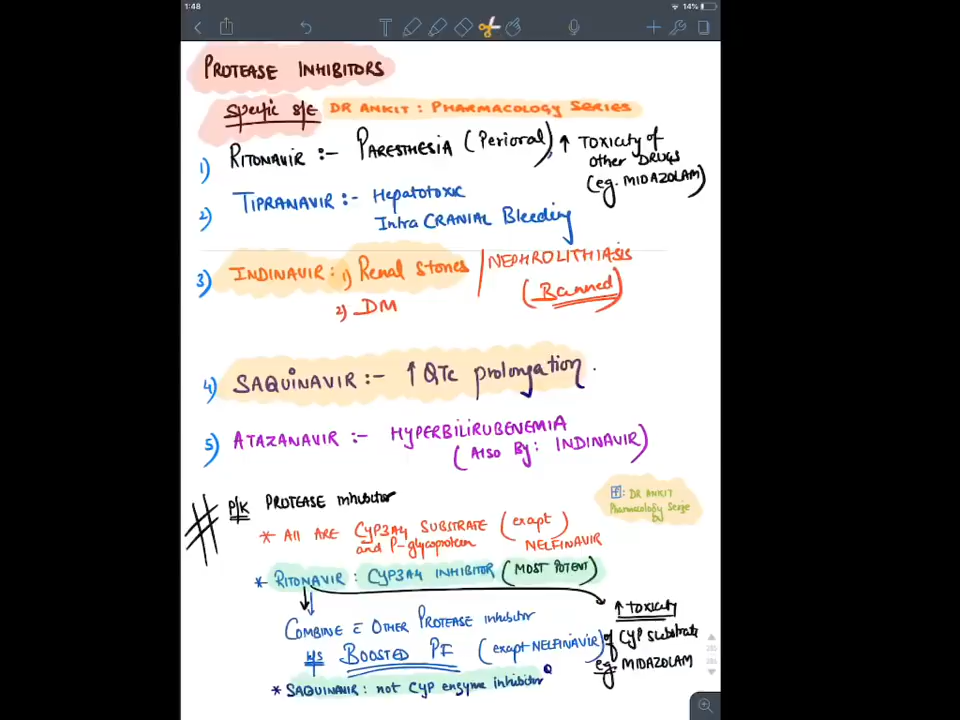 1:48
14%
PROTEASE INHIBITORS
Specific S/E DR ANKIT : PHARMACOLOGY SERIES
1) RITONAVIR :- PARESTHESIA (Perioral) ↑ TOXICITY OF
Other DRUGS
(eg. MIDAZOLAM)
2) TIPRANAVIR :- Hepatotoxic
Intra CRANIAL Bleeding
3) INDINAVIR : 1) Renal Stones / NEPHROLITHIASIS
(Banned)
2) DM
4) SAQUINAVIR :- ↑ QTc prolongation.
5) ATAZANAVIR :- HYPERBILIRUBENEMIA
(Also By : INDINAVIR)
# P/K PROTEASE Inhibitor
f : DR ANKIT
Pharmacology
by
* All ARE CYP3A4 SUBSTRATE (exapt)
and P-glycoprotein NELFINAVIR
* RITONAVIR : CYP3A4 INHIBITOR (MOST POTENT)
↑ TOXICITY
of CYP Substrate
eg. MIDAZOLAM
COMBINE c̄ Other Protease inhibitor
BOOSTED PI (exapt-NELFINAVIR)
* SAQUINAVIR : not CYP enzyme inhibitor